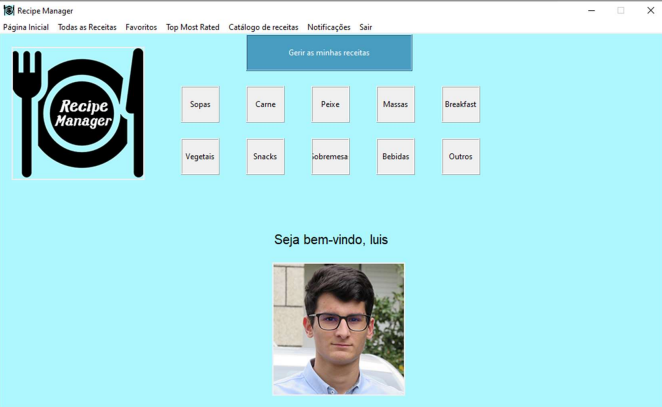 Recipe Manager
Página Inicial Todas as Receitas Favoritos Top Most Rated Catálogo de receitas Notificações Sair
Gerir as minhas receitas
Recipe
Manager
Sopas Carne Peixe Massas Breakfast
Vegetais Snacks Sobremesa Bebidas Outros
Seja bem-vindo, luis